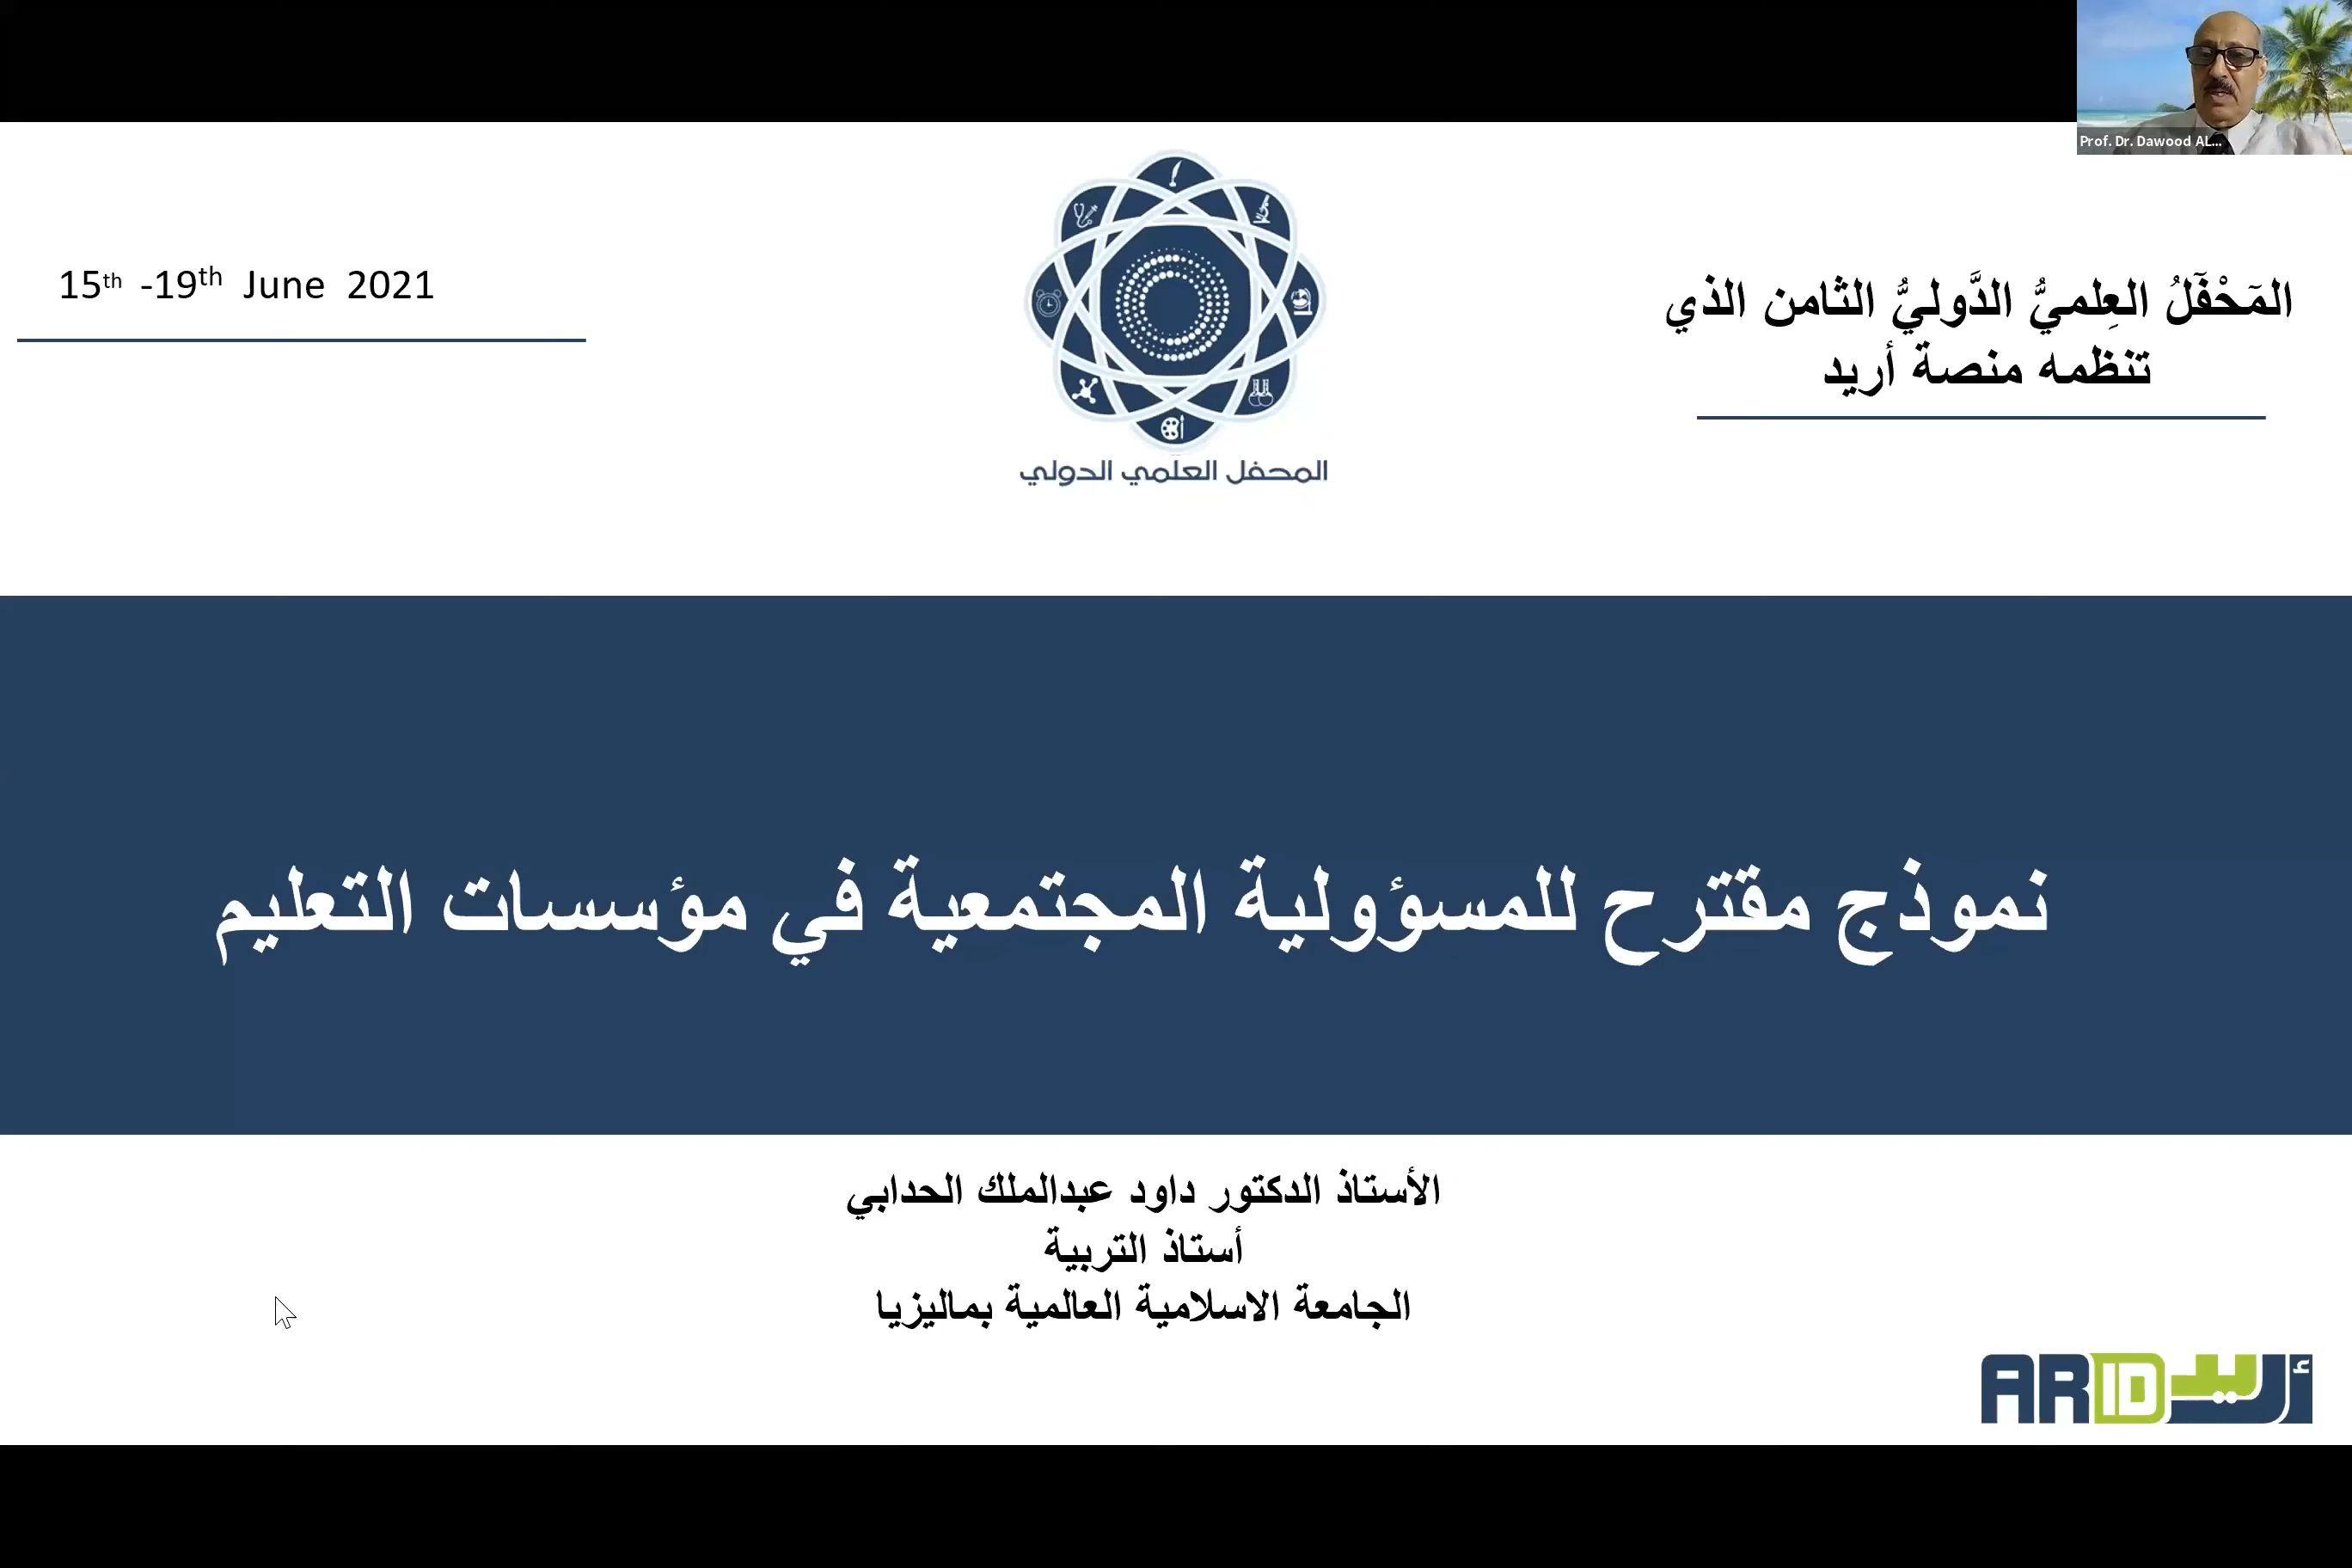 Prof. Dr. Dawood AL...
15th -19th June 2021
المَحْفَلُ العِلميُّ الدَّوليُّ الثامن الذي
تنظمه منصة أريد
المحفل العلمي الدولي
نموذج مقترح للمسؤولية المجتمعية في مؤسسات التعليم
الأستاذ الدكتور داود عبدالملك الحدابي
أستاذ التربية
الجامعة الاسلامية العالمية بماليزيا
ARID أريد